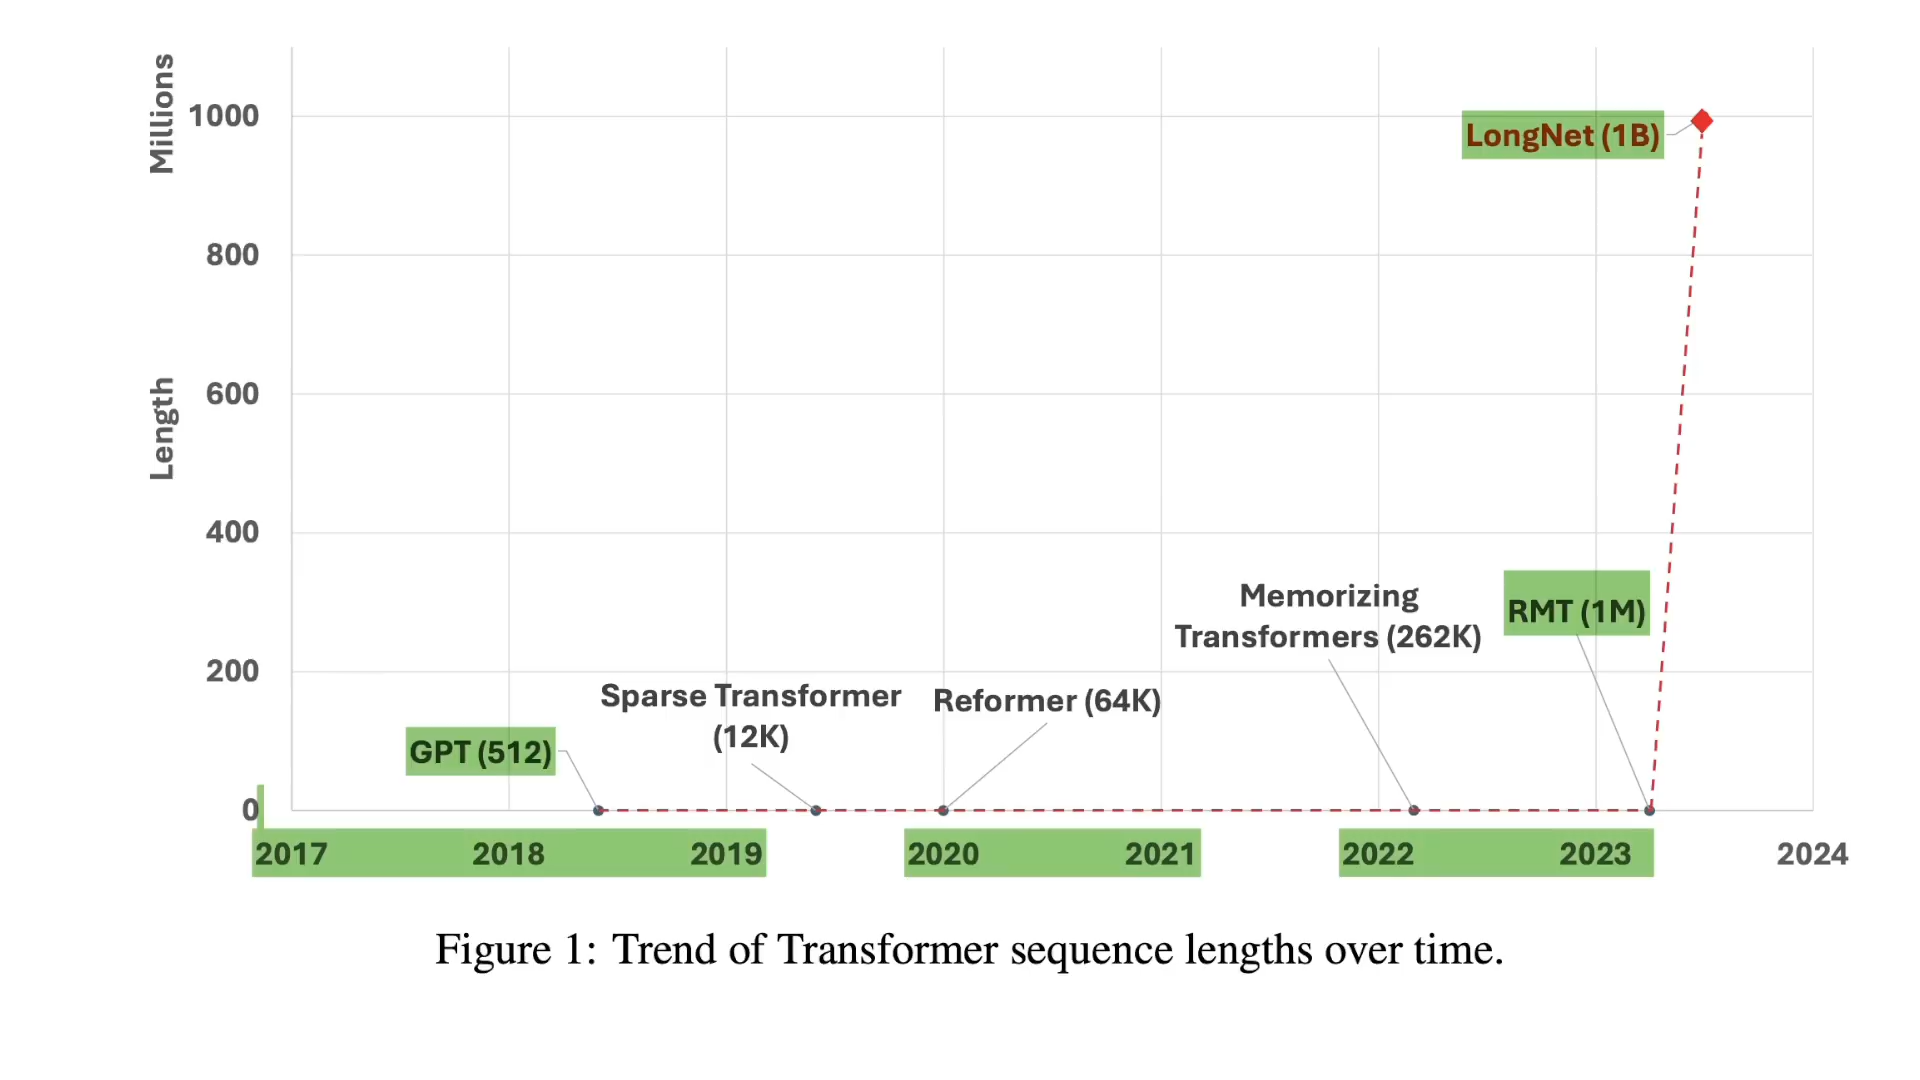 Millions
1000
LongNet (1B)
800
Length
600
400
Memorizing
Transformers (262K)
RMT (1M)
200
Sparse Transformer
(12K)
Reformer (64K)
GPT (512)
0
2017 2018 2019 2020 2021 2022 2023 2024
Figure 1: Trend of Transformer sequence lengths over time.